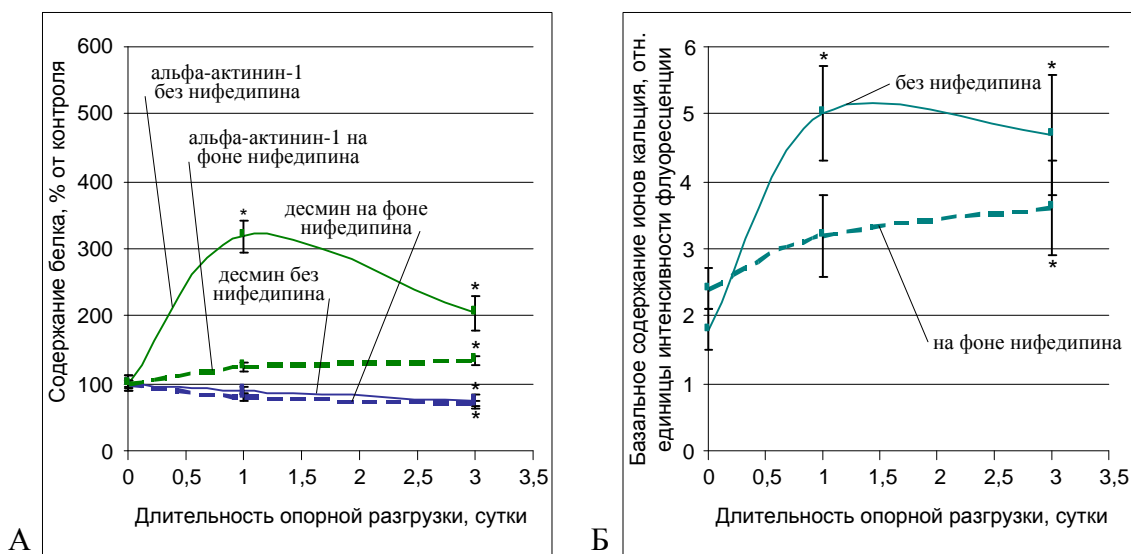 Содержание белка, % от контроля
600
500
400
300
200
100
0
альфа-актинин-1
без нифедипина
альфа-актинин-1 на
фоне нифедипина
десмин на фоне
нифедипина
десмин без
нифедипина
*
*
*
*
*
0
0,5
1
1,5
2
2,5
3
3,5
Длительность опорной разгрузки, сутки
А
Базальное содержание ионов кальция, отн.
единицы интенсивности флуоресценции
6
5
4
3
2
1
0
*
*
без нифедипина
*
на фоне нифедипина
0
0,5
1
1,5
2
2,5
3
3,5
Длительность опорной разгрузки, сутки
Б